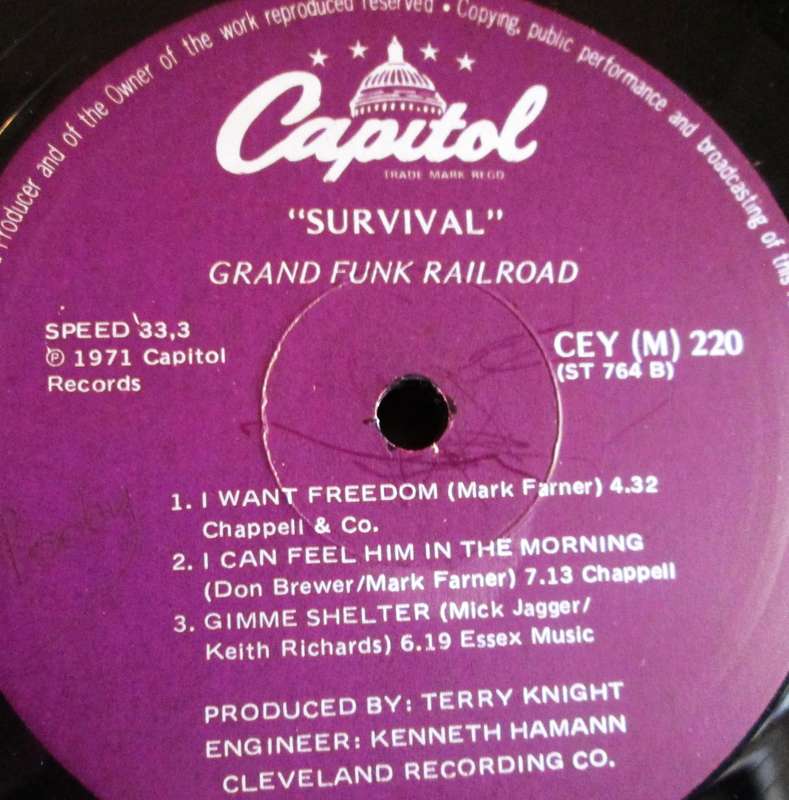 Producer and of the Owner of the work reproduced reserved • Copying, public performance and broadcasting of this
Capitol
TRADE MARK REGD
"SURVIVAL"
GRAND FUNK RAILROAD
SPEED 33,3
℗ 1971 Capitol
Records
CEY (M) 220
(ST 764 B)
1. I WANT FREEDOM (Mark Farner) 4.32
Chappell & Co.
2. I CAN FEEL HIM IN THE MORNING
(Don Brewer/Mark Farner) 7.13 Chappell
3. GIMME SHELTER (Mick Jagger/
Keith Richards) 6.19 Essex Music
PRODUCED BY: TERRY KNIGHT
ENGINEER: KENNETH HAMANN
CLEVELAND RECORDING CO.